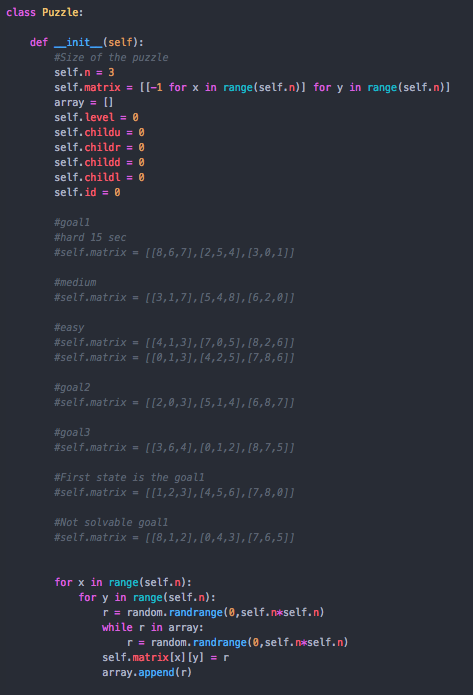 class Puzzle:
def __init__(self):
#Size of the puzzle
self.n = 3
self.matrix = [[-1 for x in range(self.n)] for y in range(self.n)]
array = []
self.level = 0
self.childu = 0
self.childr = 0
self.childd = 0
self.childl = 0
self.id = 0
#goal1
#hard 15 sec
#self.matrix = [[8,6,7],[2,5,4],[3,0,1]]
#medium
#self.matrix = [[3,1,7],[5,4,8],[6,2,0]]
#easy
#self.matrix = [[4,1,3],[7,0,5],[8,2,6]]
#self.matrix = [[0,1,3],[4,2,5],[7,8,6]]
#goal2
#self.matrix = [[2,0,3],[5,1,4],[6,8,7]]
#goal3
#self.matrix = [[3,6,4],[0,1,2],[8,7,5]]
#First state is the goal1
#self.matrix = [[1,2,3],[4,5,6],[7,8,0]]
#Not solvable goal1
#self.matrix = [[8,1,2],[0,4,3],[7,6,5]]
for x in range(self.n):
for y in range(self.n):
r = random.randrange(0,self.n*self.n)
while r in array:
r = random.randrange(0,self.n*self.n)
self.matrix[x][y] = r
array.append(r)